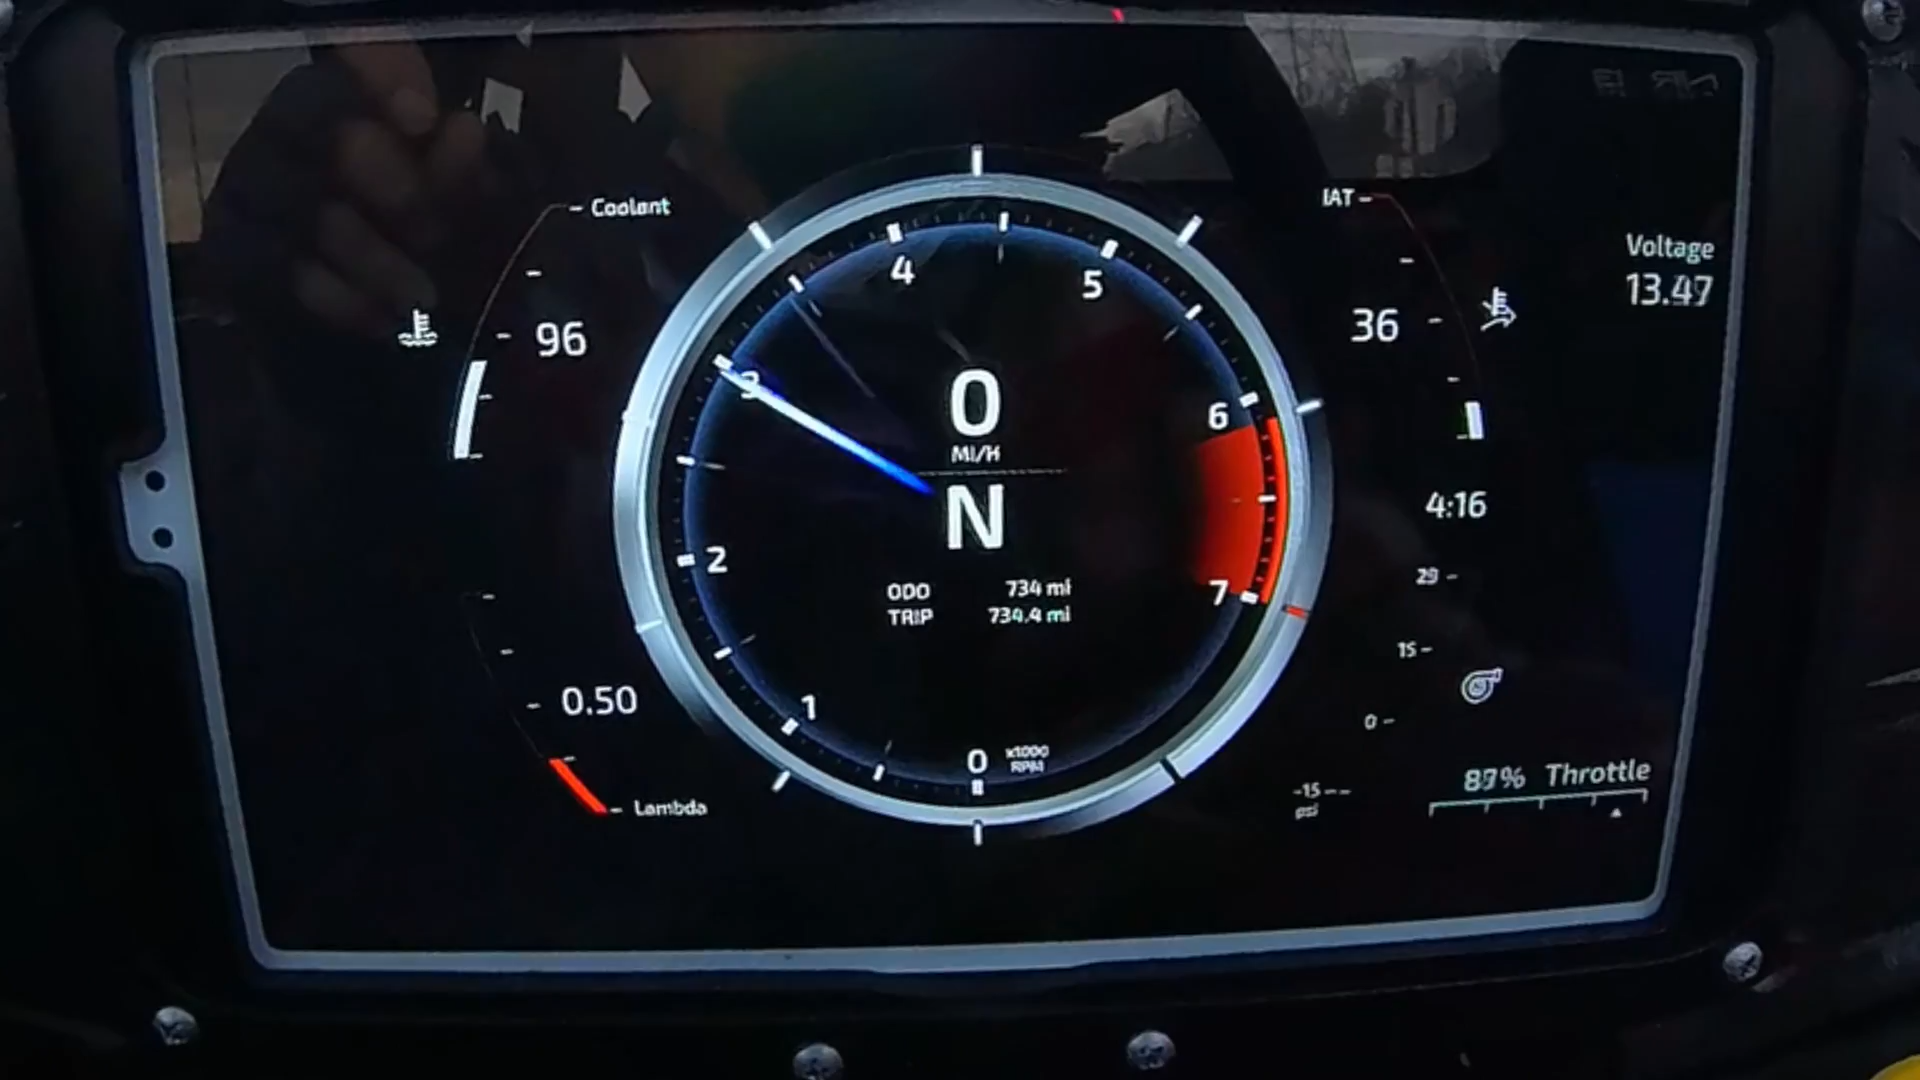 Coolant
96
IAT
36
Voltage
13.47
4
5
3
6
2
7
1
0
x1000
RPM
0
MI/H
N
ODO 734 mi
TRIP 734.4 mi
4:16
29
15
0
-15
psi
0.50
Lambda
Throttle